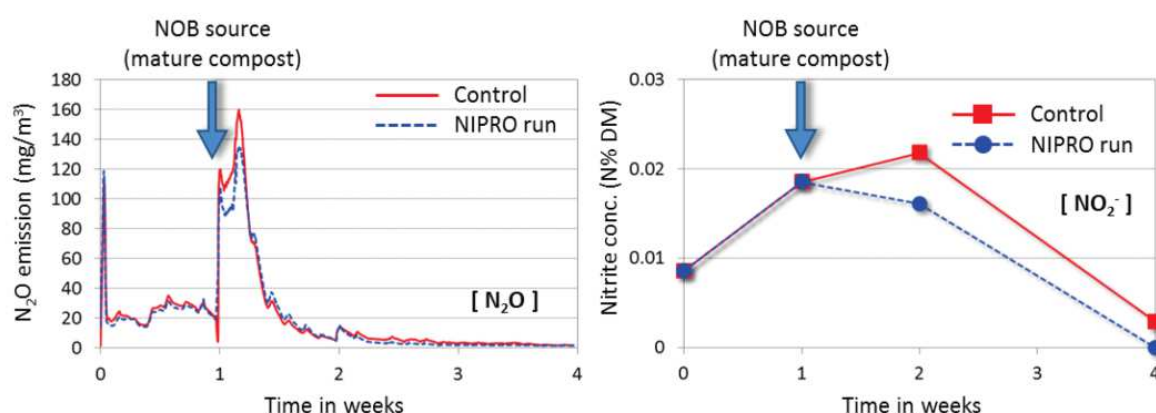 NOB source
(mature compost)
180
160
140
120
100
80
60
40
20
0
N₂O emission (mg/m³)
Control
NIPRO run
[ N₂O ]
0 1 2 3 4
Time in weeks
NOB source
(mature compost)
0.03
0.02
0.01
0
Nitrite conc. (N% DM)
Control
NIPRO run
[ NO₂⁻ ]
0 1 2 3 4
Time in weeks